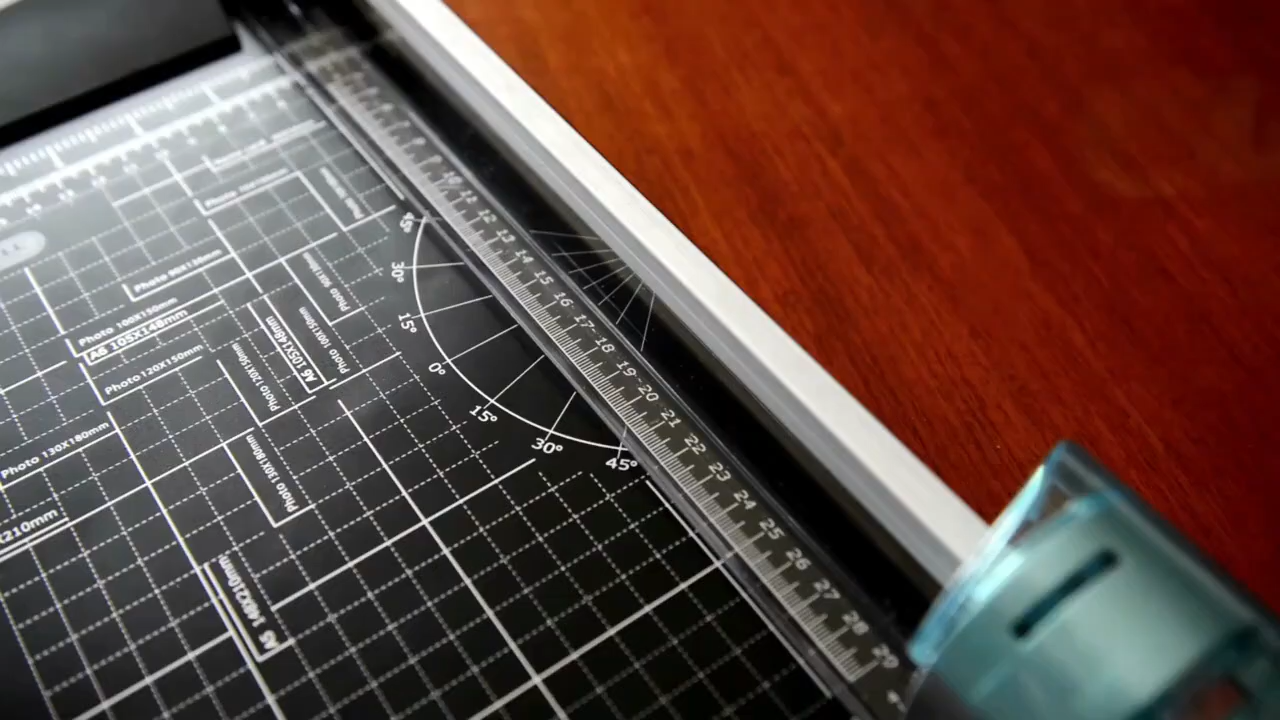 11
Photo 90X130mm
Photo 100X150mm
A6 105X148mm
Photo 120X150mm
Photo 130X180mm
X210mm
Photo 90X130mm
Photo 100X150mm
A6 105X148mm
Photo 120X150mm
Photo 130X180mm
A5 148X210mm
45°
30°
15°
0°
15°
30°
45°
10
11
12
13
14
15
16
17
18
19
20
21
22
23
24
25
26
27
28
29